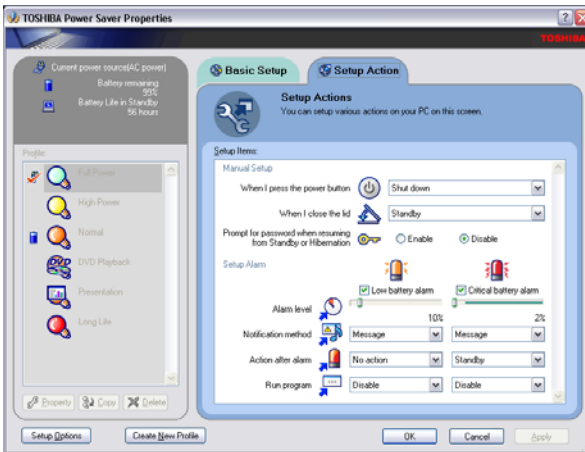 TOSHIBA Power Saver Properties
TOSHIBA
Current power source(AC power)
Battery remaining
99%
Battery Life in Standby
56 hours
Profile:
Full Power
High Power
Normal
DVD Playback
Presentation
Long Life
Property
Copy
Delete
Setup Options
Create New Profile
Basic Setup
Setup Action
Setup Actions
You can setup various actions on your PC on this screen.
Setup Items:
Manual Setup
When I press the power button
Shut down
When I close the lid
Standby
Prompt for password when resuming
from Standby or Hibernation
Enable
Disable
Setup Alarm
Low battery alarm
Critical battery alarm
Alarm level
10%
2%
Notification method
Message
Message
Action after alarm
No action
Standby
Run program
Disable
Disable
OK
Cancel
Apply